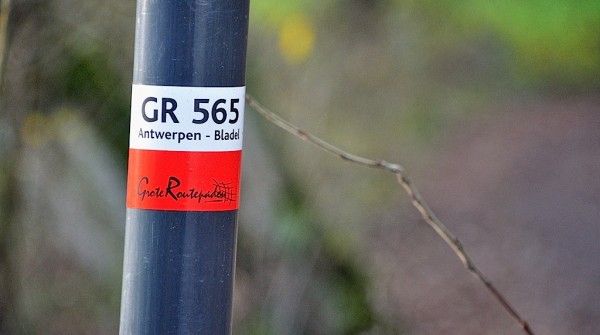 GR 565
Antwerpen - Bladel
GroteRoutepaden